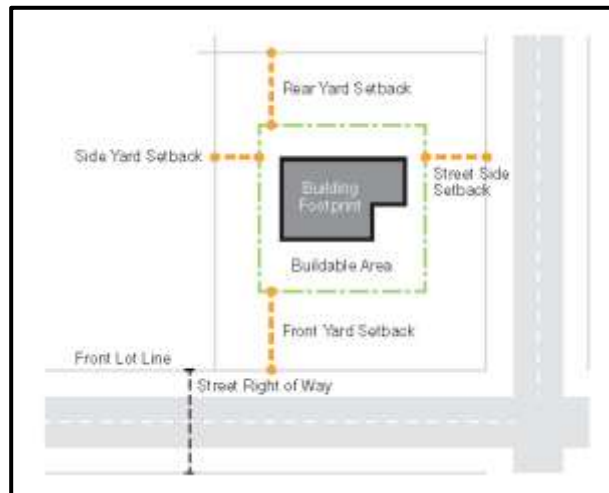 Rear Yard Setback
Side Yard Setback
Street Side
Setback
Building
Footprint
Buildable Area
Front Yard Setback
Front Lot Line
Street Right of Way